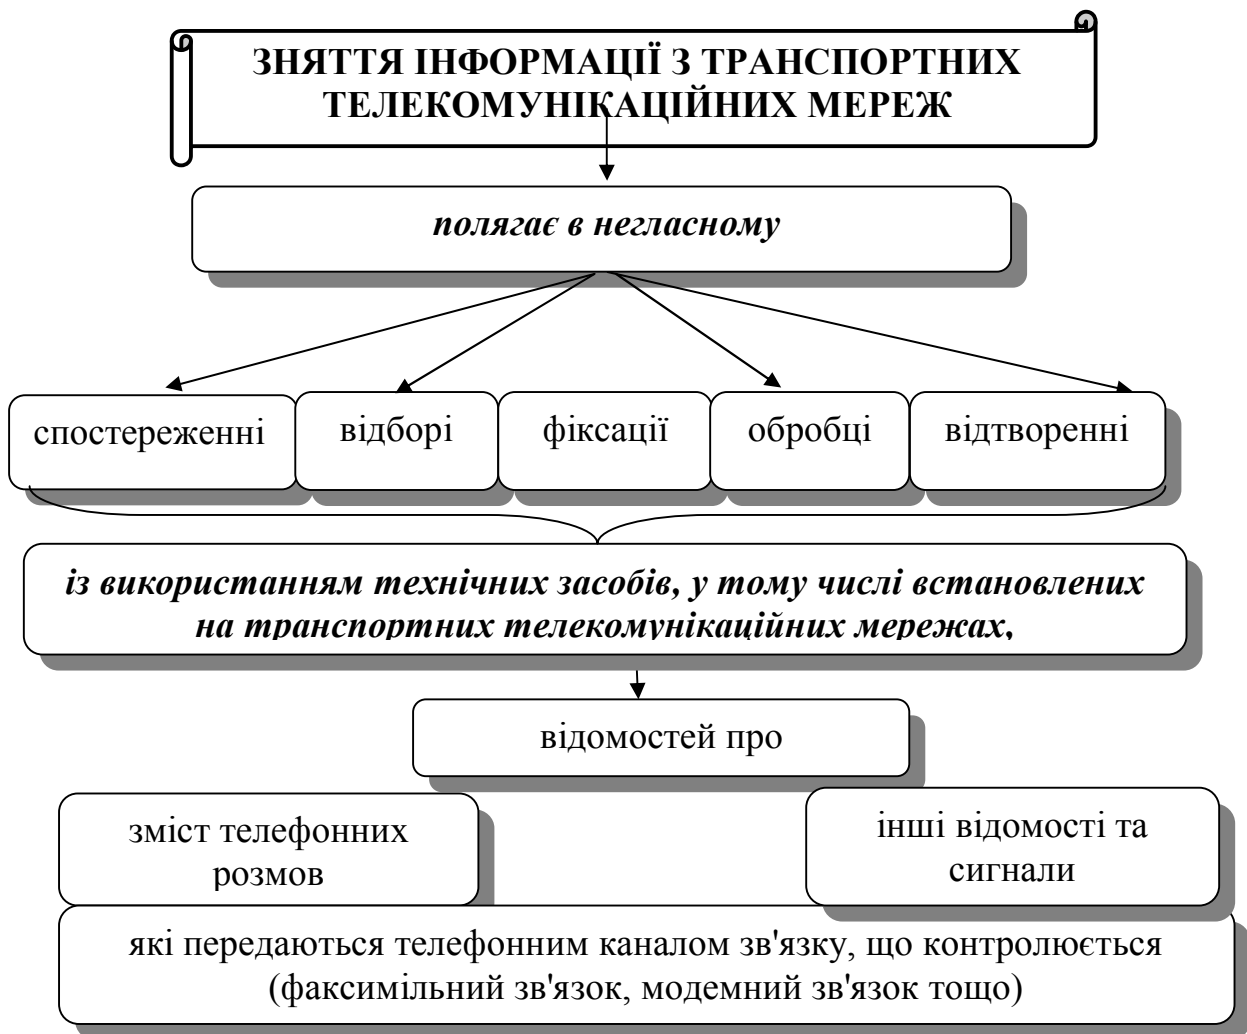 ЗНЯТТЯ ІНФОРМАЦІЇ З ТРАНСПОРТНИХ
ТЕЛЕКОМУНІКАЦІЙНИХ МЕРЕЖ
полягає в негласному
спостереженні
відборі
фіксації
обробці
відтворенні
із використанням технічних засобів, у тому числі встановлених
на транспортних телекомунікаційних мережах,
відомостей про
зміст телефонних
розмов
інші відомості та
сигнали
які передаються телефонним каналом зв'язку, що контролюється
(факсимільний зв'язок, модемний зв'язок тощо)